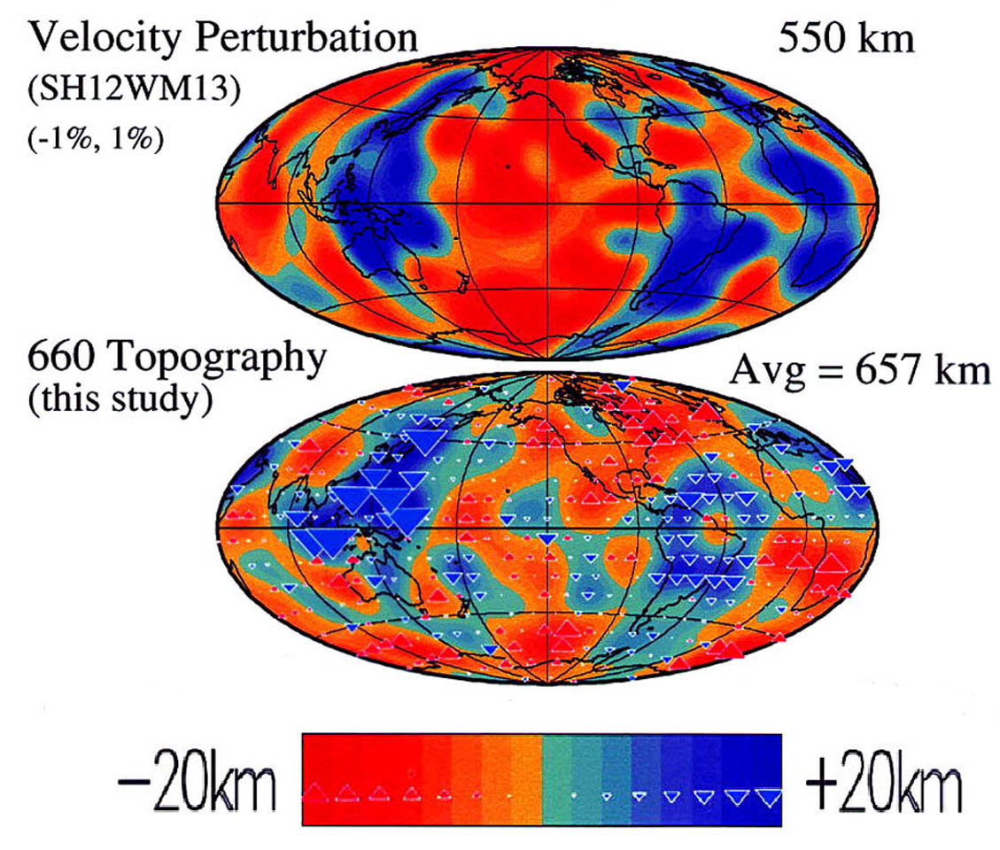 Velocity Perturbation
550 km
(SH12WM13)
(-1%, 1%)
660 Topography
Avg = 657 km
(this study)
−20km
+20km